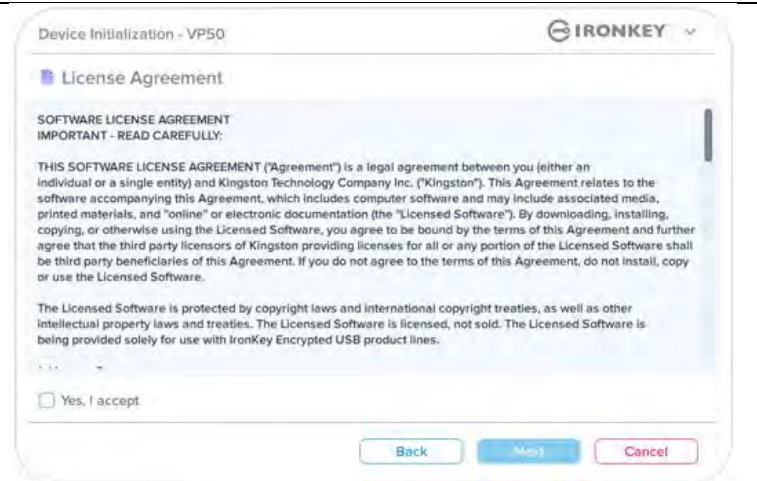 Device Initialization - VP50
IRONKEY
License Agreement
SOFTWARE LICENSE AGREEMENT
IMPORTANT - READ CAREFULLY:
THIS SOFTWARE LICENSE AGREEMENT ("Agreement") is a legal agreement between you (either an
individual or a single entity) and Kingston Technology Company Inc. ("Kingston"). This Agreement relates to the
software accompanying this Agreement, which includes computer software and may include associated media,
printed materials, and "online" or electronic documentation (the "Licensed Software"). By downloading, installing,
copying, or otherwise using the Licensed Software, you agree to be bound by the terms of this Agreement and further
agree that the third party licensors of Kingston providing licenses for all or any portion of the Licensed Software shall
be third party beneficiaries of this Agreement. If you do not agree to the terms of this Agreement, do not install, copy
or use the Licensed Software.
The Licensed Software is protected by copyright laws and international copyright treaties, as well as other
intellectual property laws and treaties. The Licensed Software is licensed, not sold. The Licensed Software is
being provided solely for use with IronKey Encrypted USB product lines.
Yes, I accept
Back
Next
Cancel